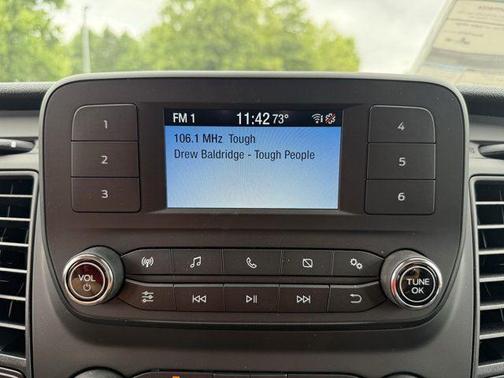 FM 1 11:42 73°
106.1 MHz Tough
Drew Baldridge - Tough People
1
2
3
4
5
6
VOL
TUNE
OK